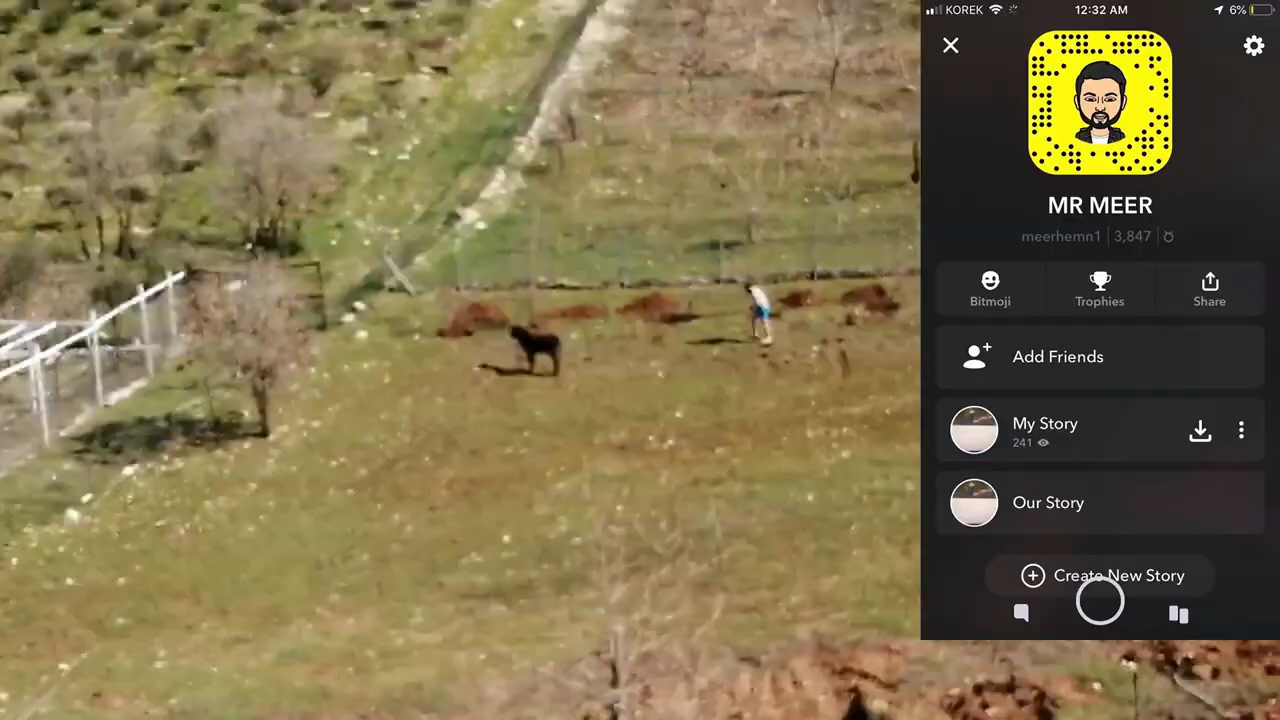 KOREK 12:32 AM 6%
MR MEER
meerhemn1 3,847
Bitmoji Trophies Share
Add Friends
My Story
241
Our Story
Create New Story